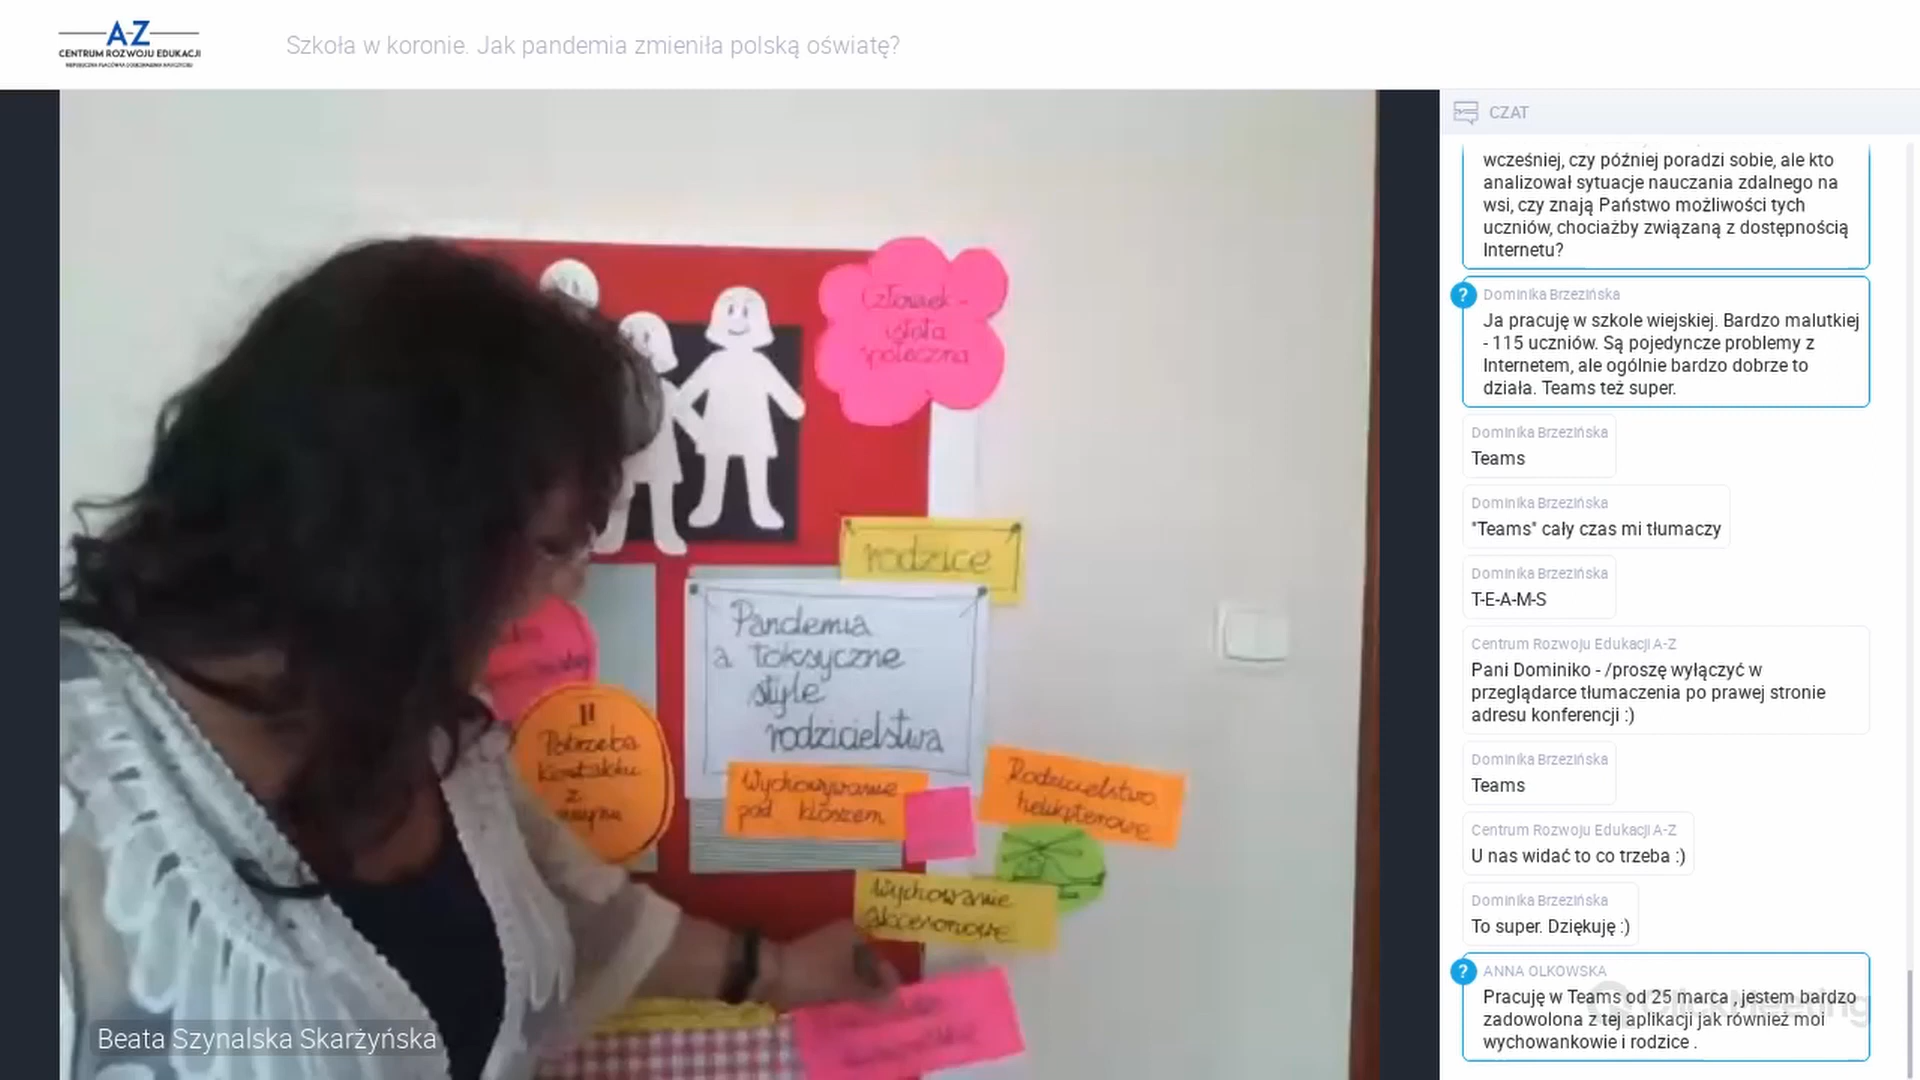 A-Z
CENTRUM ROZWOJU EDUKACJI
Szkoła w koronie. Jak pandemia zmieniła polską oświatę?
Człowiek -
istota
społeczna
rodzice
Pandemia
a toksyczne
style
rodzicielstwa
11
Potrzeba
kontaktu
z
Wychowywanie
pod kloszem
Rodzicielstwo
helikopterowe
Wychowanie
akcesoriowe
Beata Szynalska Skarżyńska
CZAT
wcześniej, czy później poradzi sobie, ale kto
analizował sytuacje nauczania zdalnego na
wsi, czy znają Państwo możliwości tych
uczniów, chociażby związaną z dostępnością
Internetu?
?
Dominika Brzezińska
Ja pracuję w szkole wiejskiej. Bardzo malutkiej
- 115 uczniów. Są pojedyncze problemy z
Internetem, ale ogólnie bardzo dobrze to
działa. Teams też super.
Dominika Brzezińska
Teams
Dominika Brzezińska
"Teams" cały czas mi tłumaczy
Dominika Brzezińska
T-E-A-M-S
Centrum Rozwoju Edukacji A-Z
Pani Dominiko - /proszę wyłączyć w
przeglądarce tłumaczenia po prawej stronie
adresu konferencji :)
Dominika Brzezińska
Teams
Centrum Rozwoju Edukacji A-Z
U nas widać to co trzeba :)
Dominika Brzezińska
To super. Dziękuję :)
?
ANNA OLKOWSKA
Pracuję w Teams od 25 marca , jestem bardzo
zadowolona z tej aplikacji jak również moi
wychowankowie i rodzice .
ClickMeeting